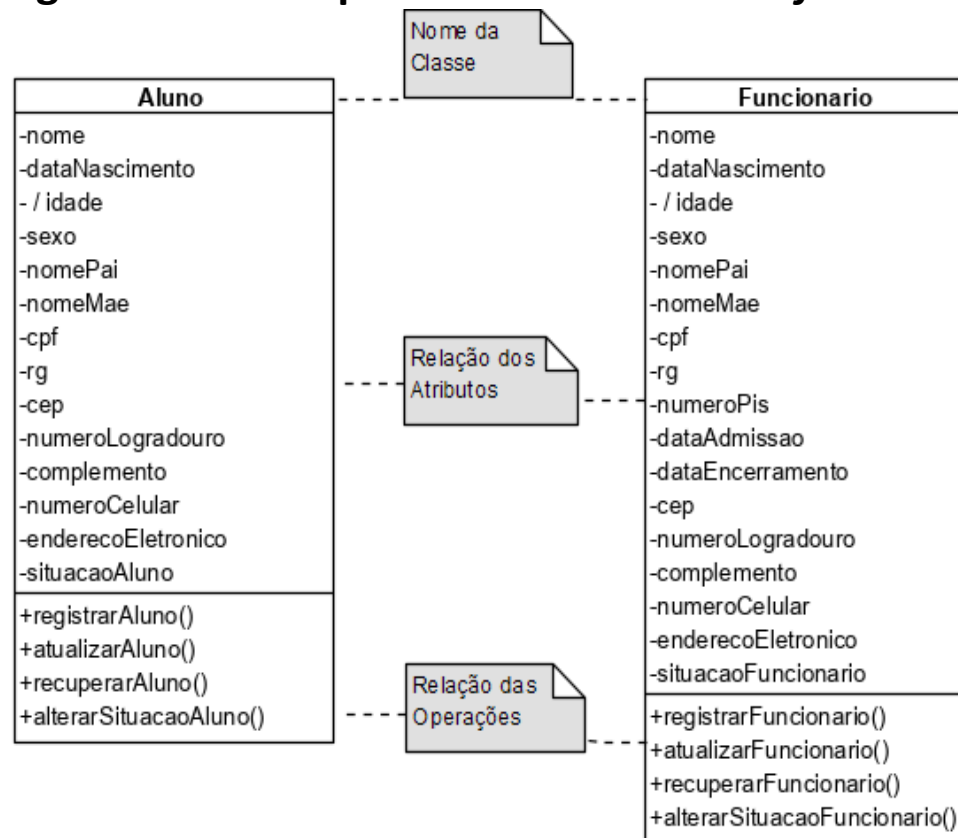 Nome da
Classe
Aluno
-nome
-dataNascimento
- / idade
-sexo
-nomePai
-nomeMae
-cpf
-rg
-cep
-numeroLogradouro
-complemento
-numeroCelular
-enderecoEletronico
-situacaoAluno
+registrarAluno()
+atualizarAluno()
+recuperarAluno()
+alterarSituacaoAluno()
Relação dos
Atributos
Relação das
Operações
Funcionario
-nome
-dataNascimento
- / idade
-sexo
-nomePai
-nomeMae
-cpf
-rg
-numeroPis
-dataAdmissao
-dataEncerramento
-cep
-numeroLogradouro
-complemento
-numeroCelular
-enderecoEletronico
-situacaoFuncionario
+registrarFuncionario()
+atualizarFuncionario()
+recuperarFuncionario()
+alterarSituacaoFuncionario()